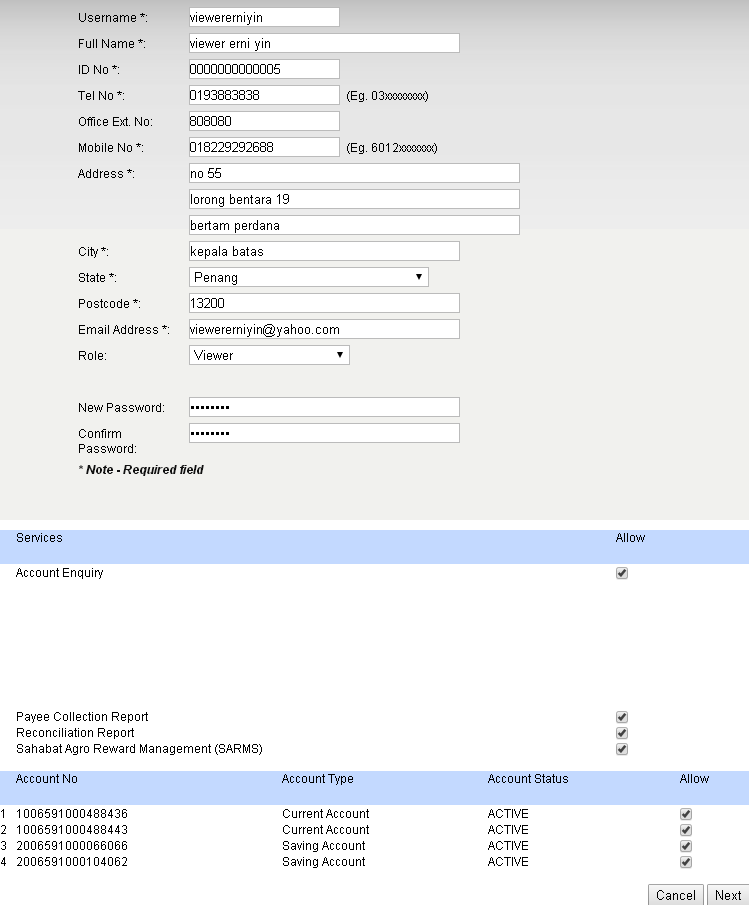 Username *: viewererniyin
Full Name *: viewer erni yin
ID No *: 0000000000005
Tel No *: 0193883838 (Eg. 03xxxxxxxx)
Office Ext. No: 808080
Mobile No *: 018229292688 (Eg. 6012xxxxxxx)
Address *: no 55
lorong bentara 19
bertam perdana
City *: kepala batas
State *: Penang
Postcode *: 13200
Email Address *: viewererniyin@yahoo.com
Role: Viewer
New Password: ••••••••
Confirm ••••••••
Password:
* Note - Required field
Services Allow
Account Enquiry
Payee Collection Report
Reconciliation Report
Sahabat Agro Reward Management (SARMS)
Account No Account Type Account Status Allow
1 1006591000488436 Current Account ACTIVE
2 1006591000488443 Current Account ACTIVE
3 2006591000066066 Saving Account ACTIVE
4 2006591000104062 Saving Account ACTIVE
Cancel Next